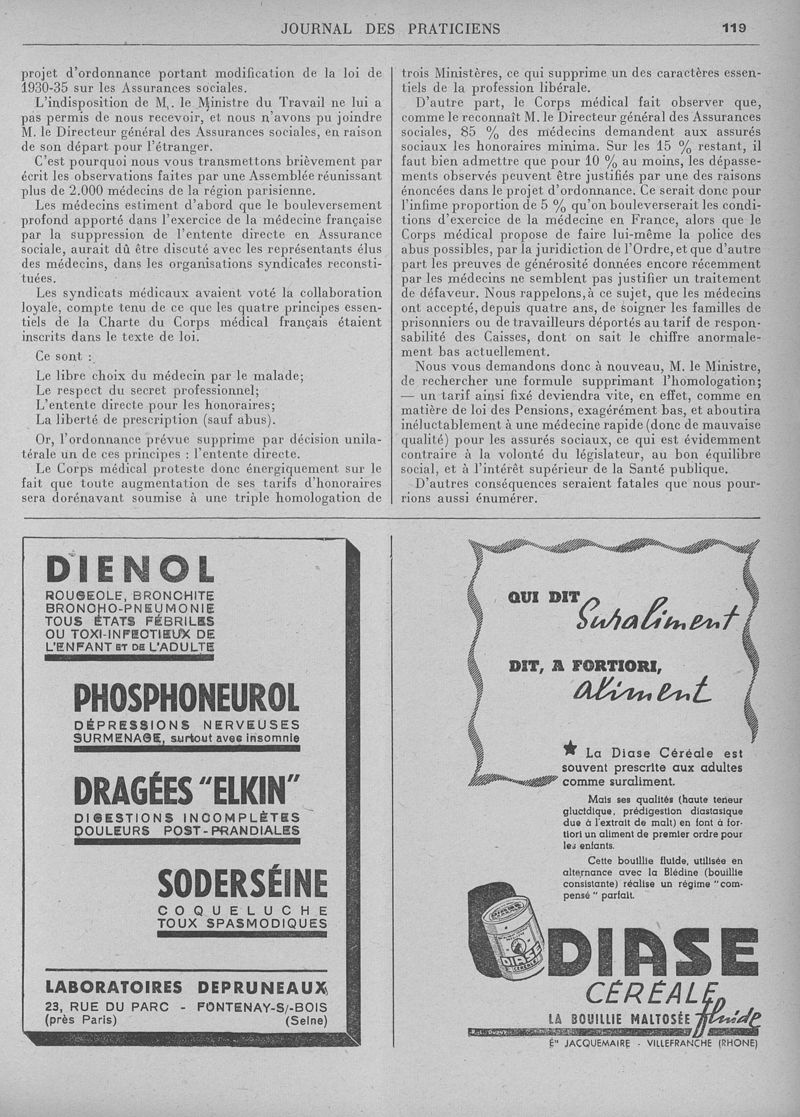 JOURNAL DES PRATICIENS 119
projet d'ordonnance portant modification de la loi de
1930-35 sur les Assurances sociales.
L'indisposition de M. le Ministre du Travail ne lui a
pas permis de nous recevoir, et nous n'avons pu joindre
M. le Directeur général des Assurances sociales, en raison
de son départ pour l'étranger.
C'est pourquoi nous vous transmettons brièvement par
écrit les observations faites par une Assemblée réunissant
plus de 2.000 médecins de la région parisienne.
Les médecins estiment d'abord que le bouleversement
profond apporté dans l'exercice de la médecine française
par la suppression de l'entente directe en Assurance
sociale, aurait dû être discuté avec les représentants élus
des médecins, dans les organisations syndicales reconsti-
tuées.
Les syndicats médicaux avaient voté la collaboration
loyale, compte tenu de ce que les quatre principes essen-
tiels de la Charte du Corps médical français étaient
inscrits dans le texte de loi.
Ce sont :
Le libre choix du médecin par le malade;
Le respect du secret professionnel;
L'entente directe pour les honoraires;
La liberté de prescription (sauf abus).
Or, l'ordonnance prévue supprime par décision unila-
térale un de ces principes : l'entente directe.
Le Corps médical proteste donc énergiquement sur le
fait que toute augmentation de ses tarifs d'honoraires
sera dorénavant soumise à une triple homologation de
trois Ministères, ce qui supprime un des caractères essen-
tiels de la profession libérale.
D'autre part, le Corps médical fait observer que,
comme le reconnaît M. le Directeur général des Assurances
sociales, 85 % des médecins demandent aux assurés
sociaux les honoraires minima. Sur les 15 % restant, il
faut bien admettre que pour 10 % au moins, les dépasse-
ments observés peuvent être justifiés par une des raisons
énoncées dans le projet d'ordonnance. Ce serait donc pour
l'infime proportion de 5 % qu'on bouleverserait les condi-
tions d'exercice de la médecine en France, alors que le
Corps médical propose de faire lui-même la police des
abus possibles, par la juridiction de l'Ordre, et que d'autre
part les preuves de générosité données encore récemment
par les médecins ne semblent pas justifier un traitement
de défaveur. Nous rappelons, à ce sujet, que les médecins
ont accepté, depuis quatre ans, de soigner les familles de
prisonniers ou de travailleurs déportés au tarif de respon-
sabilité des Caisses, dont on sait le chiffre anormale-
ment bas actuellement.
Nous vous demandons donc à nouveau, M. le Ministre,
de rechercher une formule supprimant l'homologation;
— un tarif ainsi fixé deviendra vite, en effet, comme en
matière de loi des Pensions, exagérément bas, et aboutira
inéluctablement à une médecine rapide (donc de mauvaise
qualité) pour les assurés sociaux, ce qui est évidemment
contraire à la volonté du législateur, au bon équilibre
social, et à l'intérêt supérieur de la Santé publique.
D'autres conséquences seraient fatales que nous pour-
rions aussi énumérer.
DIENOL
ROUGEOLE, BRONCHITE
BRONCHO-PNEUMONIE
TOUS ÉTATS FÉBRILES
OU TOXI-INFECTIEUX DE
L'ENFANT ET DE L'ADULTE
PHOSPHONEUROL
DÉPRESSIONS NERVEUSES
SURMENAGE, surtout avec insomnie
DRAGÉES "ELKIN"
DIGESTIONS INCOMPLÈTES
DOULEURS POST-PRANDIALES
SODERSÉINE
COQUELUCHE
TOUX SPASMODIQUES
LABORATOIRES DEPRUNEAUX
23, RUE DU PARC - FONTENAY-S/-BOIS
(près Paris) (Seine)
QUI DIT
Suraliment
DIT, A FORTIORI,
aliment
★ La Diase Céréale est
souvent prescrite aux adultes
comme suraliment.
Mais ses qualités (haute teneur
glucidique, prédigestion diastasique
due à l'extrait de malt) en font à for-
tiori un aliment de premier ordre pour
les enfants.
Cette bouillie fluide, utilisée en
alternance avec la Blédine (bouillie
consistante) réalise un régime "com-
pensé" parfait.
DIASE
DIASE
CÉRÉALE
LA BOUILLIE MALTOSÉE fluide
Éts JACQUEMAIRE - VILLEFRANCHE (RHONE)